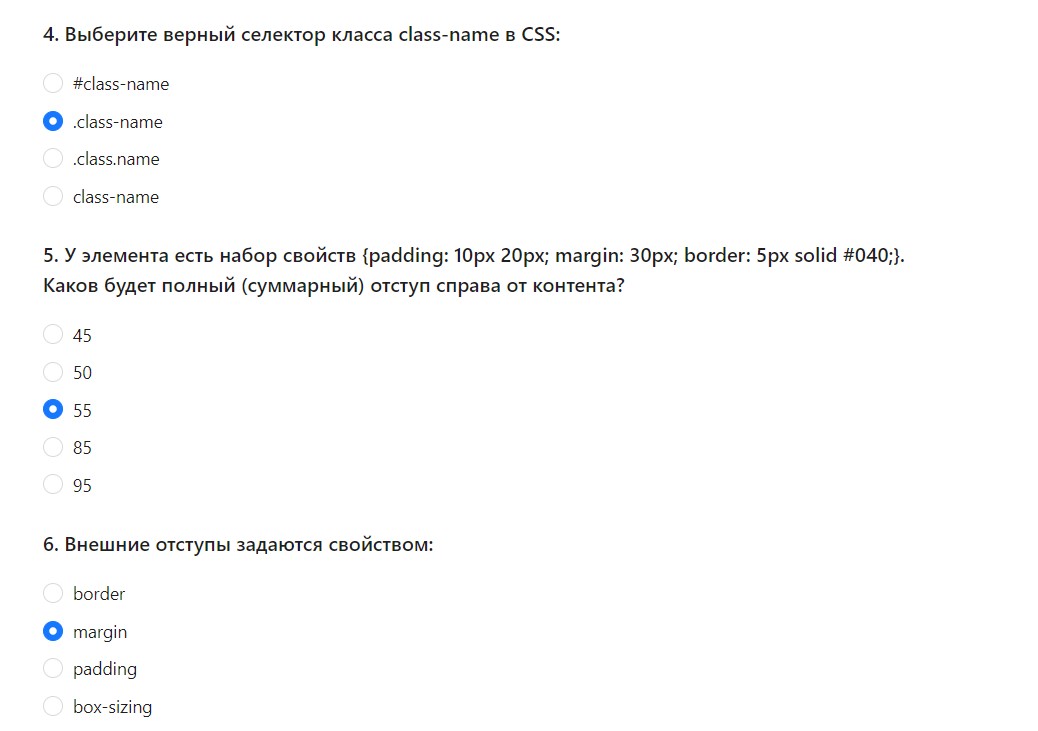 4. Выберите верный селектор класса class-name в CSS:
#class-name
.class-name
.class.name
class-name
5. У элемента есть набор свойств {padding: 10px 20px; margin: 30px; border: 5px solid #040;}.
Каков будет полный (суммарный) отступ справа от контента?
45
50
55
85
95
6. Внешние отступы задаются свойством:
border
margin
padding
box-sizing